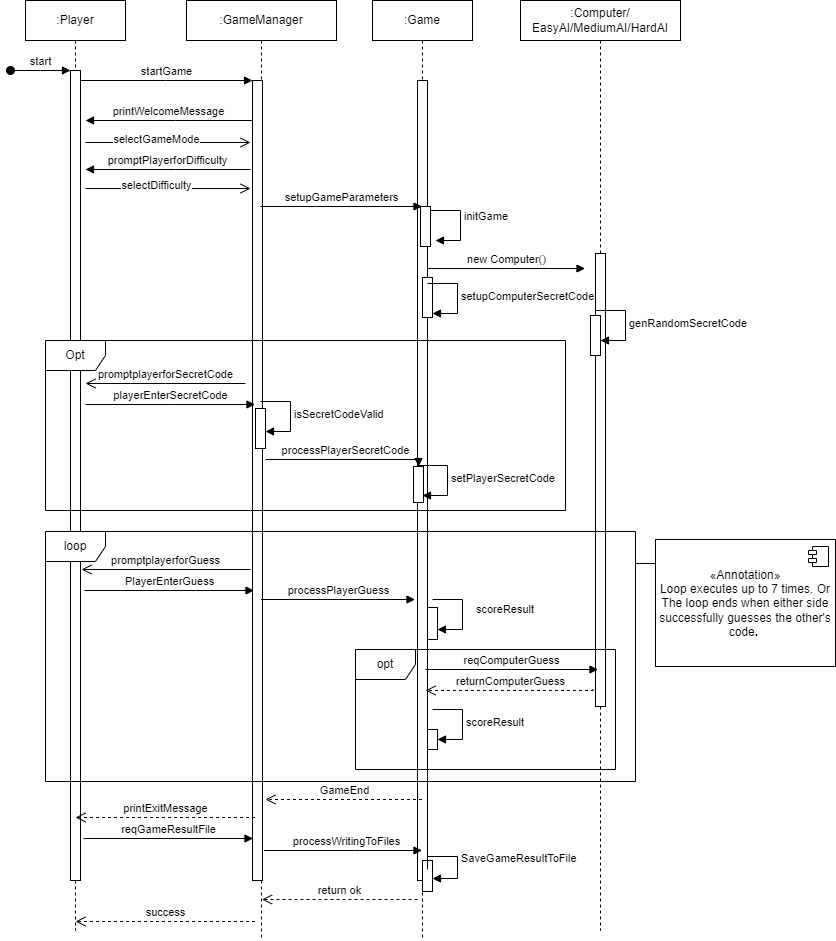 :Player
:GameManager
:Game
:Computer/
EasyAI/MediumAI/HardAI
start
startGame
printWelcomeMessage
selectGameMode
promptPlayerforDifficulty
selectDifficulty
setupGameParameters
initGame
new Computer()
setupComputerSecretCode
genRandomSecretCode
Opt
promptplayerforSecretCode
playerEnterSecretCode
isSecretCodeValid
processPlayerSecretCode
setPlayerSecretCode
loop
promptplayerforGuess
PlayerEnterGuess
processPlayerGuess
scoreResult
«Annotation»
Loop executes up to 7 times. Or
The loop ends when either side
successfully guesses the other's
code.
opt
reqComputerGuess
returnComputerGuess
scoreResult
GameEnd
printExitMessage
reqGameResultFile
processWritingToFiles
SaveGameResultToFile
return ok
success